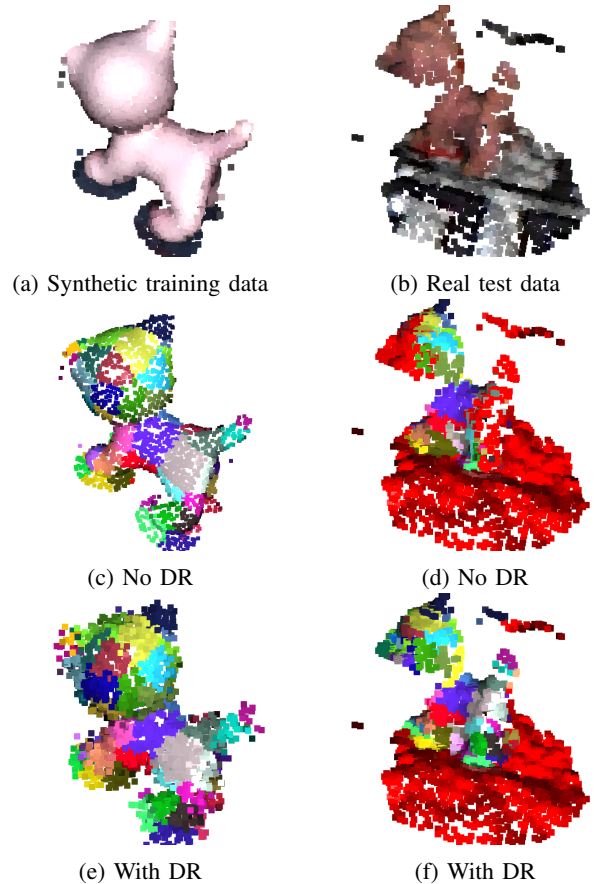 (a) Synthetic training data
(b) Real test data
(c) No DR
(d) No DR
(e) With DR
(f) With DR